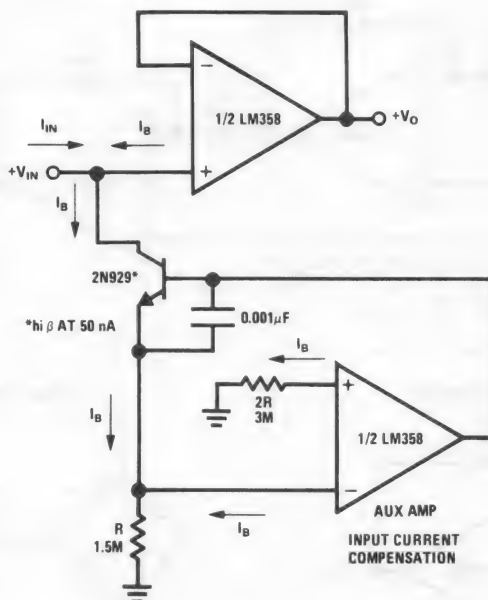 −
1/2 LM358
+VO
IIN
IB
+
+VIN
IB
2N929*
*hi β AT 50 nA
0.001µF
IB
+
2R
3M
1/2 LM358
IB
−
AUX AMP
IB
R
1.5M
INPUT CURRENT
COMPENSATION